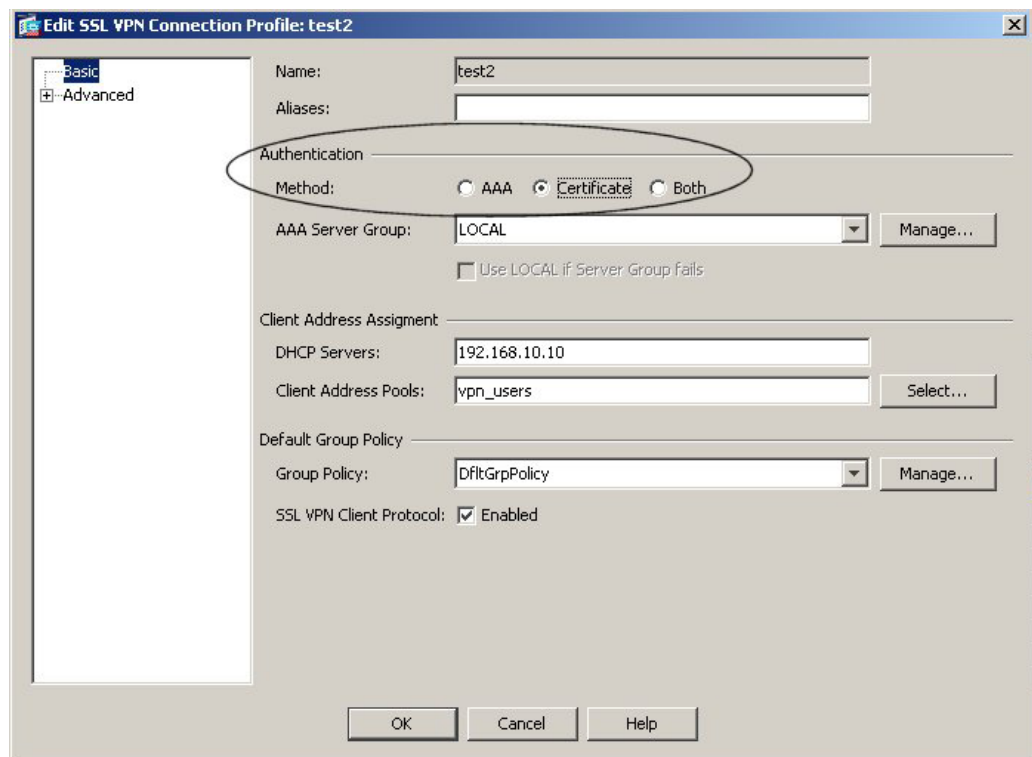 Edit SSL VPN Connection Profile: test2
Basic
Advanced
Name: test2
Aliases:
Authentication
Method: AAA Certificate Both
AAA Server Group: LOCAL Manage...
Use LOCAL if Server Group fails
Client Address Assigment
DHCP Servers: 192.168.10.10
Client Address Pools: vpn_users Select...
Default Group Policy
Group Policy: DfltGrpPolicy Manage...
SSL VPN Client Protocol: Enabled
OK Cancel Help